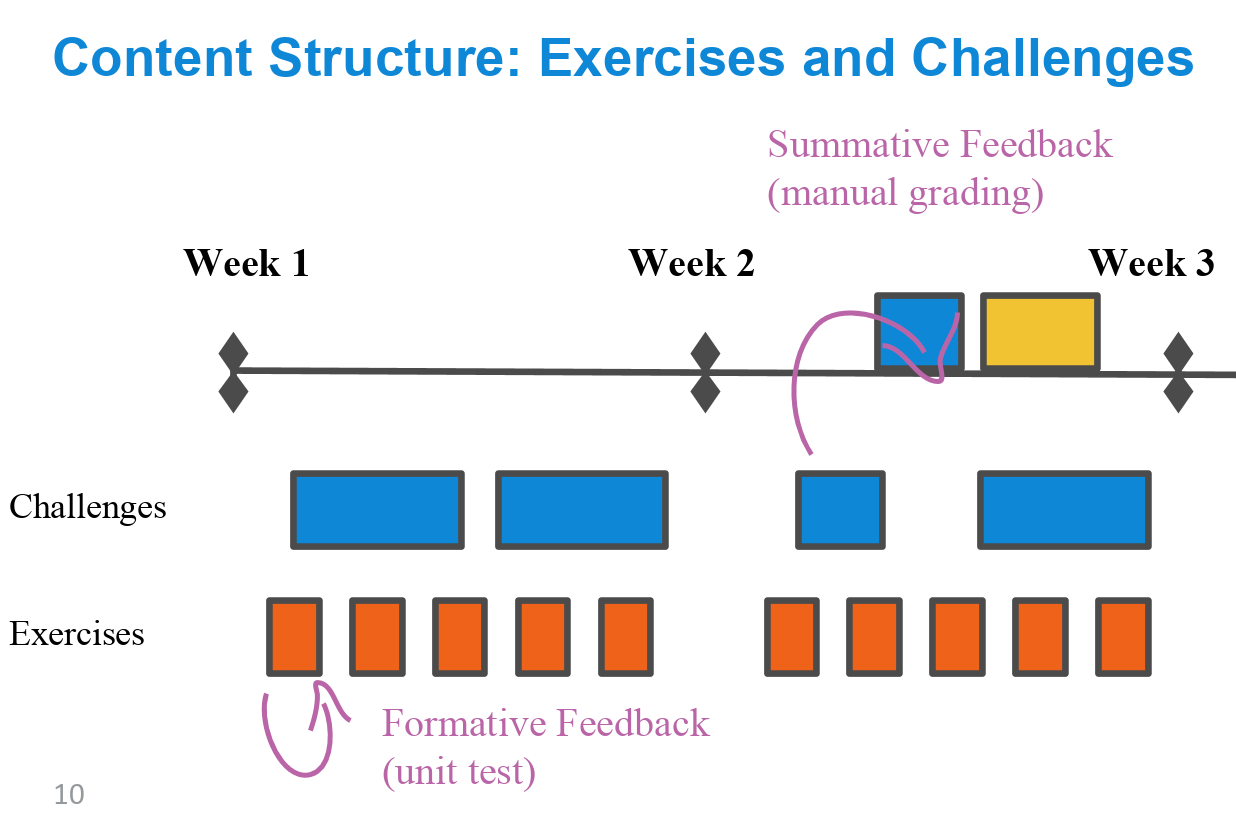 Content Structure: Exercises and Challenges
Summative Feedback
(manual grading)
Week 1
Week 2
Week 3
Challenges
Exercises
Formative Feedback
(unit test)
10